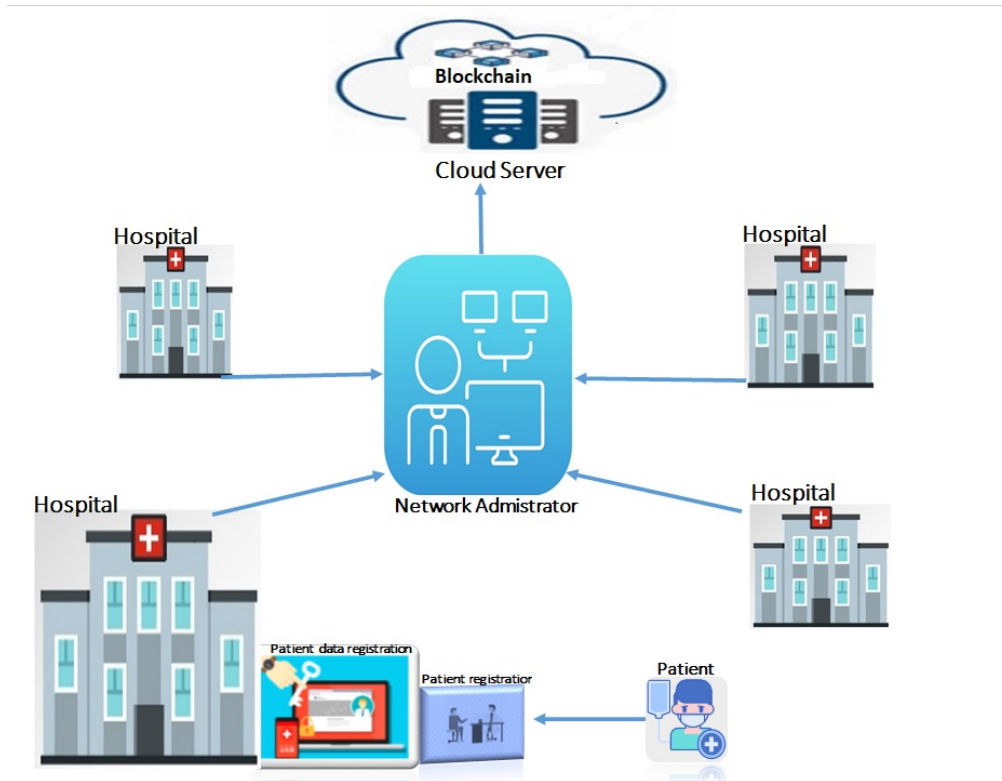 Blockchain
Cloud Server
Hospital
Hospital
Network Admistrator
Hospital
Hospital
Patient data registration
Patient registratior
Patient